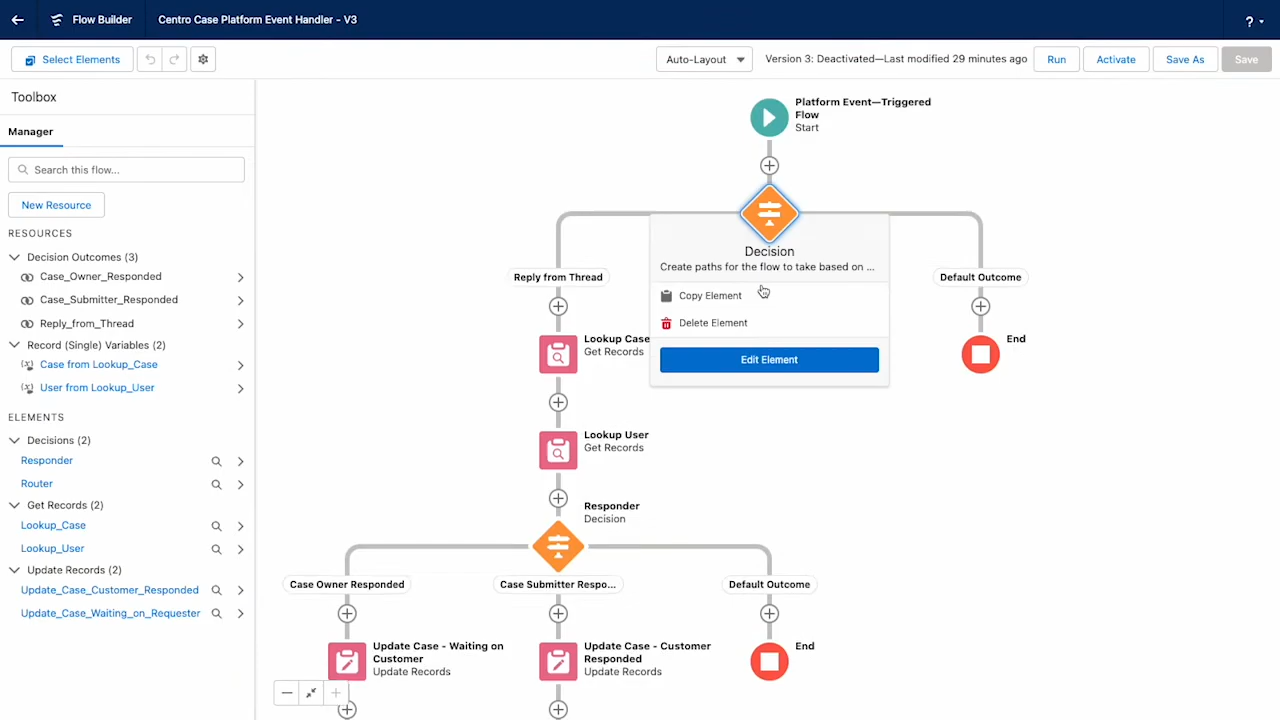 Flow Builder
Centro Case Platform Event Handler - V3
?
Select Elements
Auto-Layout
Version 3: Deactivated—Last modified 29 minutes ago
Run
Activate
Save As
Save
Toolbox
Manager
Search this flow...
New Resource
RESOURCES
Decision Outcomes (3)
Case_Owner_Responded
Case_Submitter_Responded
Reply_from_Thread
Record (Single) Variables (2)
Case from Lookup_Case
User from Lookup_User
ELEMENTS
Decisions (2)
Responder
Router
Get Records (2)
Lookup_Case
Lookup_User
Update Records (2)
Update_Case_Customer_Responded
Update_Case_Waiting_on_Requester
Platform Event—Triggered
Flow
Start
Decision
Create paths for the flow to take based on ...
Copy Element
Delete Element
Edit Element
Reply from Thread
Default Outcome
Lookup Case
Get Records
End
Lookup User
Get Records
Responder
Decision
Case Owner Responded
Case Submitter Respo...
Default Outcome
Update Case - Waiting on
Customer
Update Records
Update Case - Customer
Responded
Update Records
End